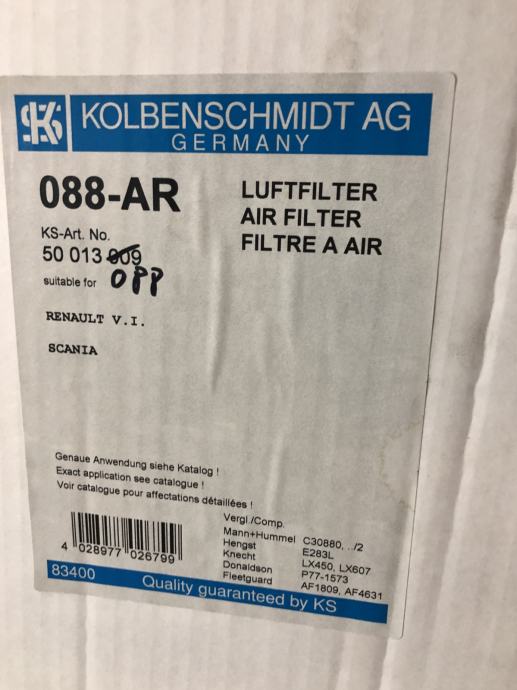 KS KOLBENSCHMIDT AG
GERMANY
088-AR
LUFTFILTER
AIR FILTER
FILTRE A AIR
KS-Art. No.
50 013 009
088
suitable for
RENAULT V.I.
SCANIA
Genaue Anwendung siehe Katalog !
Exact application see catalogue !
Voir catalogue pour affectations détaillées !
Vergl./Comp.
Mann+Hummel C30880, ../2
Hengst E283L
Knecht LX450, LX607
Donaldson P77-1573
Fleetguard AF1809, AF4631
4 028977 026799
83400 Quality guaranteed by KS